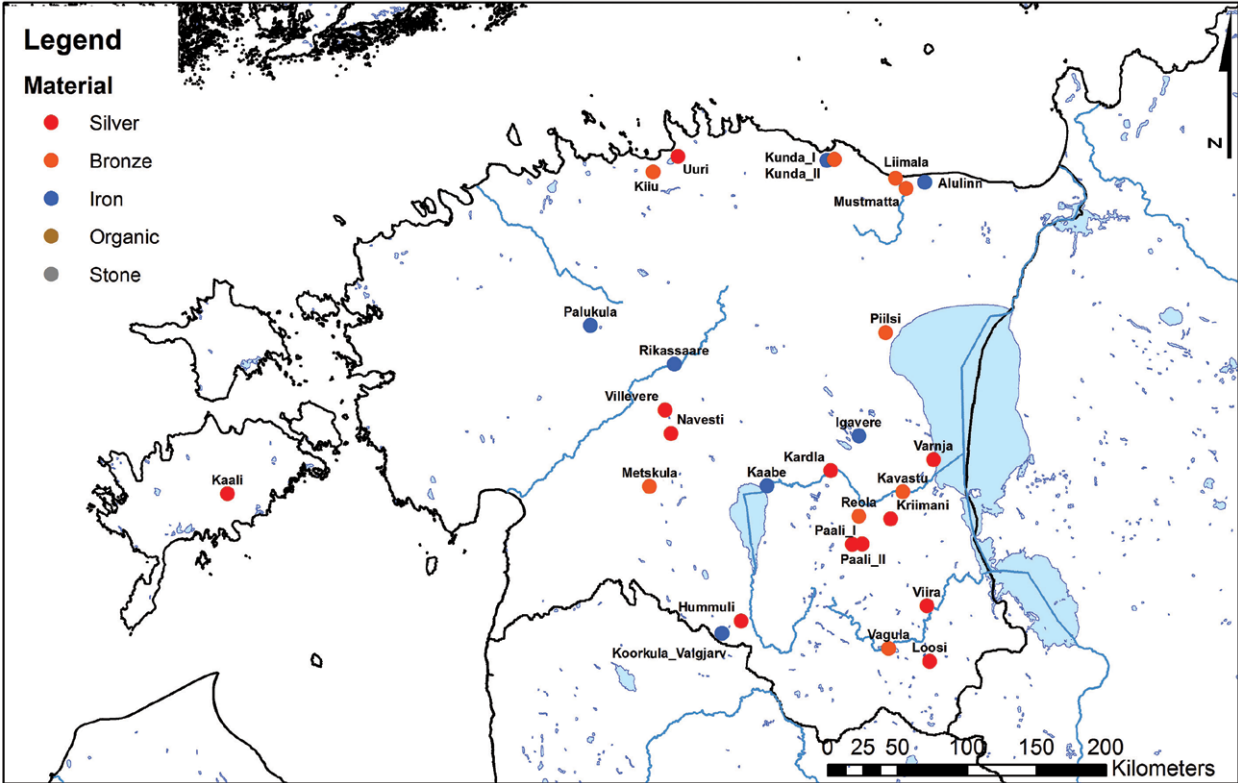 Legend
Material
Silver
Bronze
Iron
Organic
Stone
N
Uuri
Kiiu
Kunda_I
Kunda_II
Liimala
Alulinn
Mustmatta
Palukula
Piilsi
Rikassaare
Villevere
Navesti
Igavere
Varnja
Kardla
Metskula
Kaabe
Kavastu
Kaali
Reola
Kriimani
Paali_I
Paali_II
Viira
Hummuli
Vagula
Loosi
Koorkula_Valgjarv
0 25 50 100 150 200
Kilometers